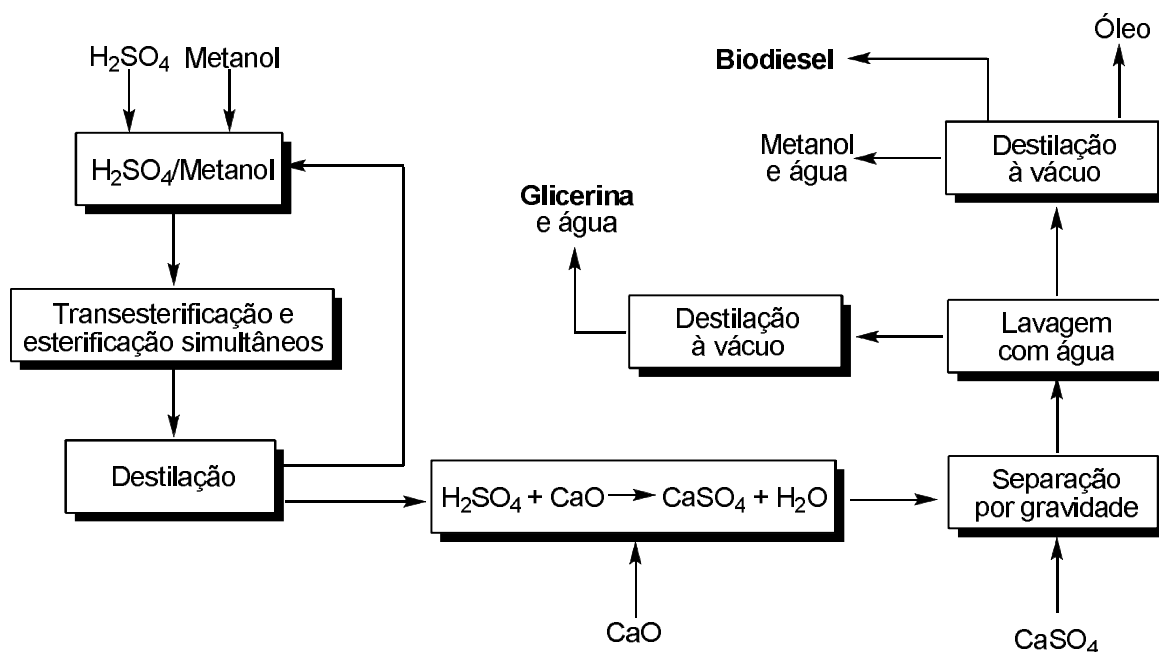 H₂SO₄ Metanol
H₂SO₄/Metanol
Transesterificação e
esterificação simultâneos
Destilação
H₂SO₄ + CaO → CaSO₄ + H₂O
CaO
Separação
por gravidade
CaSO₄
Lavagem
com água
Destilação
à vácuo
Glicerina
e água
Destilação
à vácuo
Metanol
e água
Biodiesel
Óleo